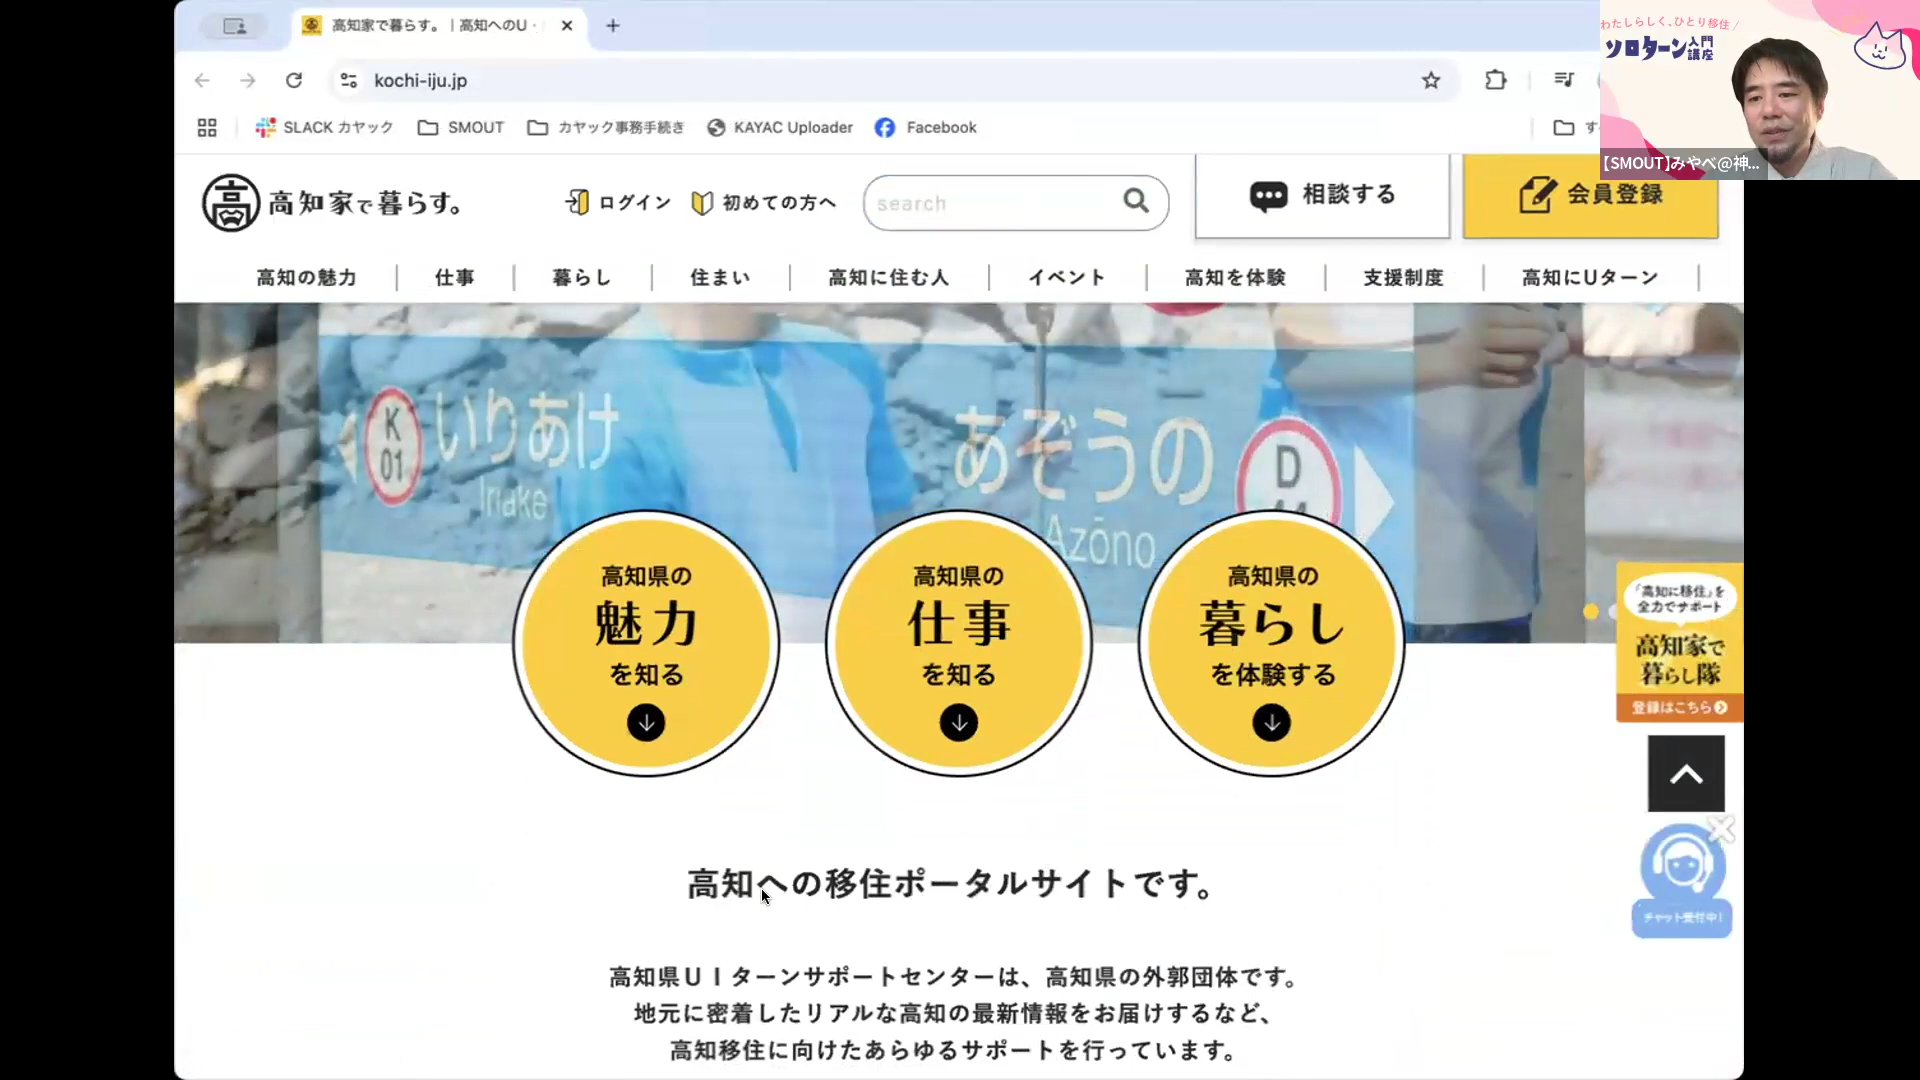 高知家で暮らす。｜高知へのU・
kochi-iju.jp
SLACK カヤック
SMOUT
カヤック事務手続き
KAYAC Uploader
Facebook
わたしらしく、ひとり移住
ソロターン入門講座
【SMOUT】みやべ@神...
高知家で暮らす。
ログイン
初めての方へ
search
相談する
会員登録
高知の魅力
仕事
暮らし
住まい
高知に住む人
イベント
高知を体験
支援制度
高知にUターン
K
01
いりあけ
Iriake
あぞうの
Azōno
D
高知県の
魅力
を知る
高知県の
仕事
を知る
高知県の
暮らし
を体験する
「高知に移住」を
全力でサポート
高知家で
暮らし隊
登録はこちら
チャット受付中!
高知への移住ポータルサイトです。
高知県ＵＩターンサポートセンターは、高知県の外郭団体です。
地元に密着したリアルな高知の最新情報をお届けするなど、
高知移住に向けたあらゆるサポートを行っています。